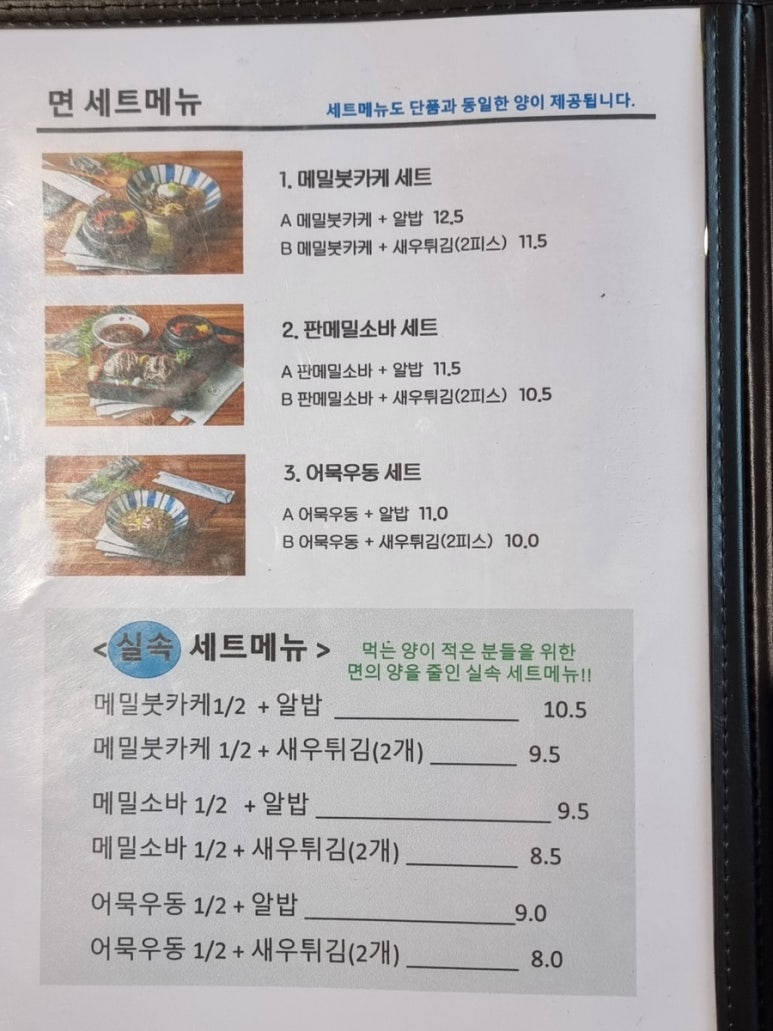 면 세트메뉴
세트메뉴도 단품과 동일한 양이 제공됩니다.
1. 메밀붓카케 세트
A 메밀붓카케 + 알밥 12.5
B 메밀붓카케 + 새우튀김(2피스) 11.5
2. 판메밀소바 세트
A 판메밀소바 + 알밥 11.5
B 판메밀소바 + 새우튀김(2피스) 10.5
3. 어묵우동 세트
A 어묵우동 + 알밥 11.0
B 어묵우동 + 새우튀김(2피스) 10.0
< 실속 세트메뉴 >
먹는 양이 적은 분들을 위한
면의 양을 줄인 실속 세트메뉴!!
메밀붓카케1/2 + 알밥 ____________ 10.5
메밀붓카케 1/2 + 새우튀김(2개) ______ 9.5
메밀소바 1/2 + 알밥 ________________ 9.5
메밀소바 1/2 + 새우튀김(2개) ________ 8.5
어묵우동 1/2 + 알밥 ______________9.0
어묵우동 1/2 + 새우튀김(2개) ________ 8.0